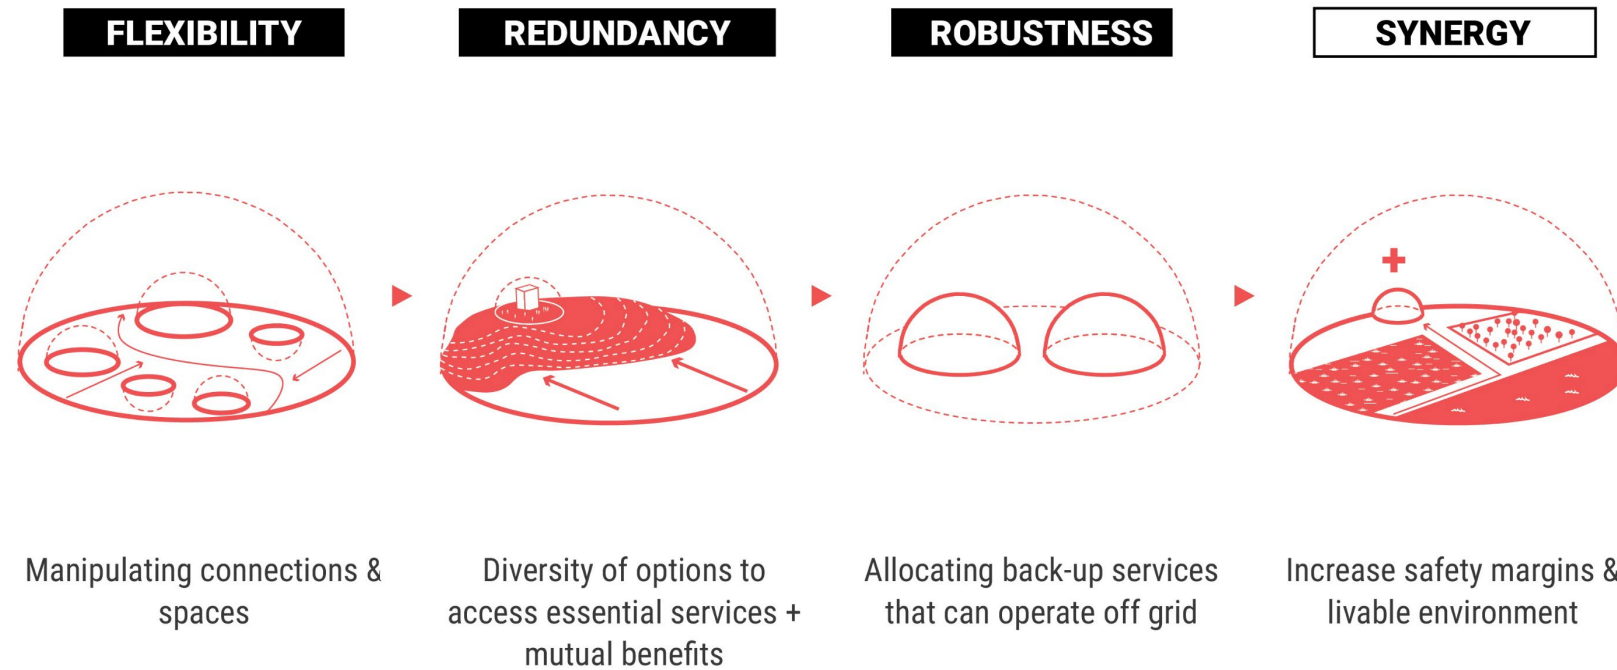 FLEXIBILITY
REDUNDANCY
ROBUSTNESS
SYNERGY
Manipulating connections &
spaces
Diversity of options to
access essential services +
mutual benefits
Allocating back-up services
that can operate off grid
Increase safety margins &
livable environment